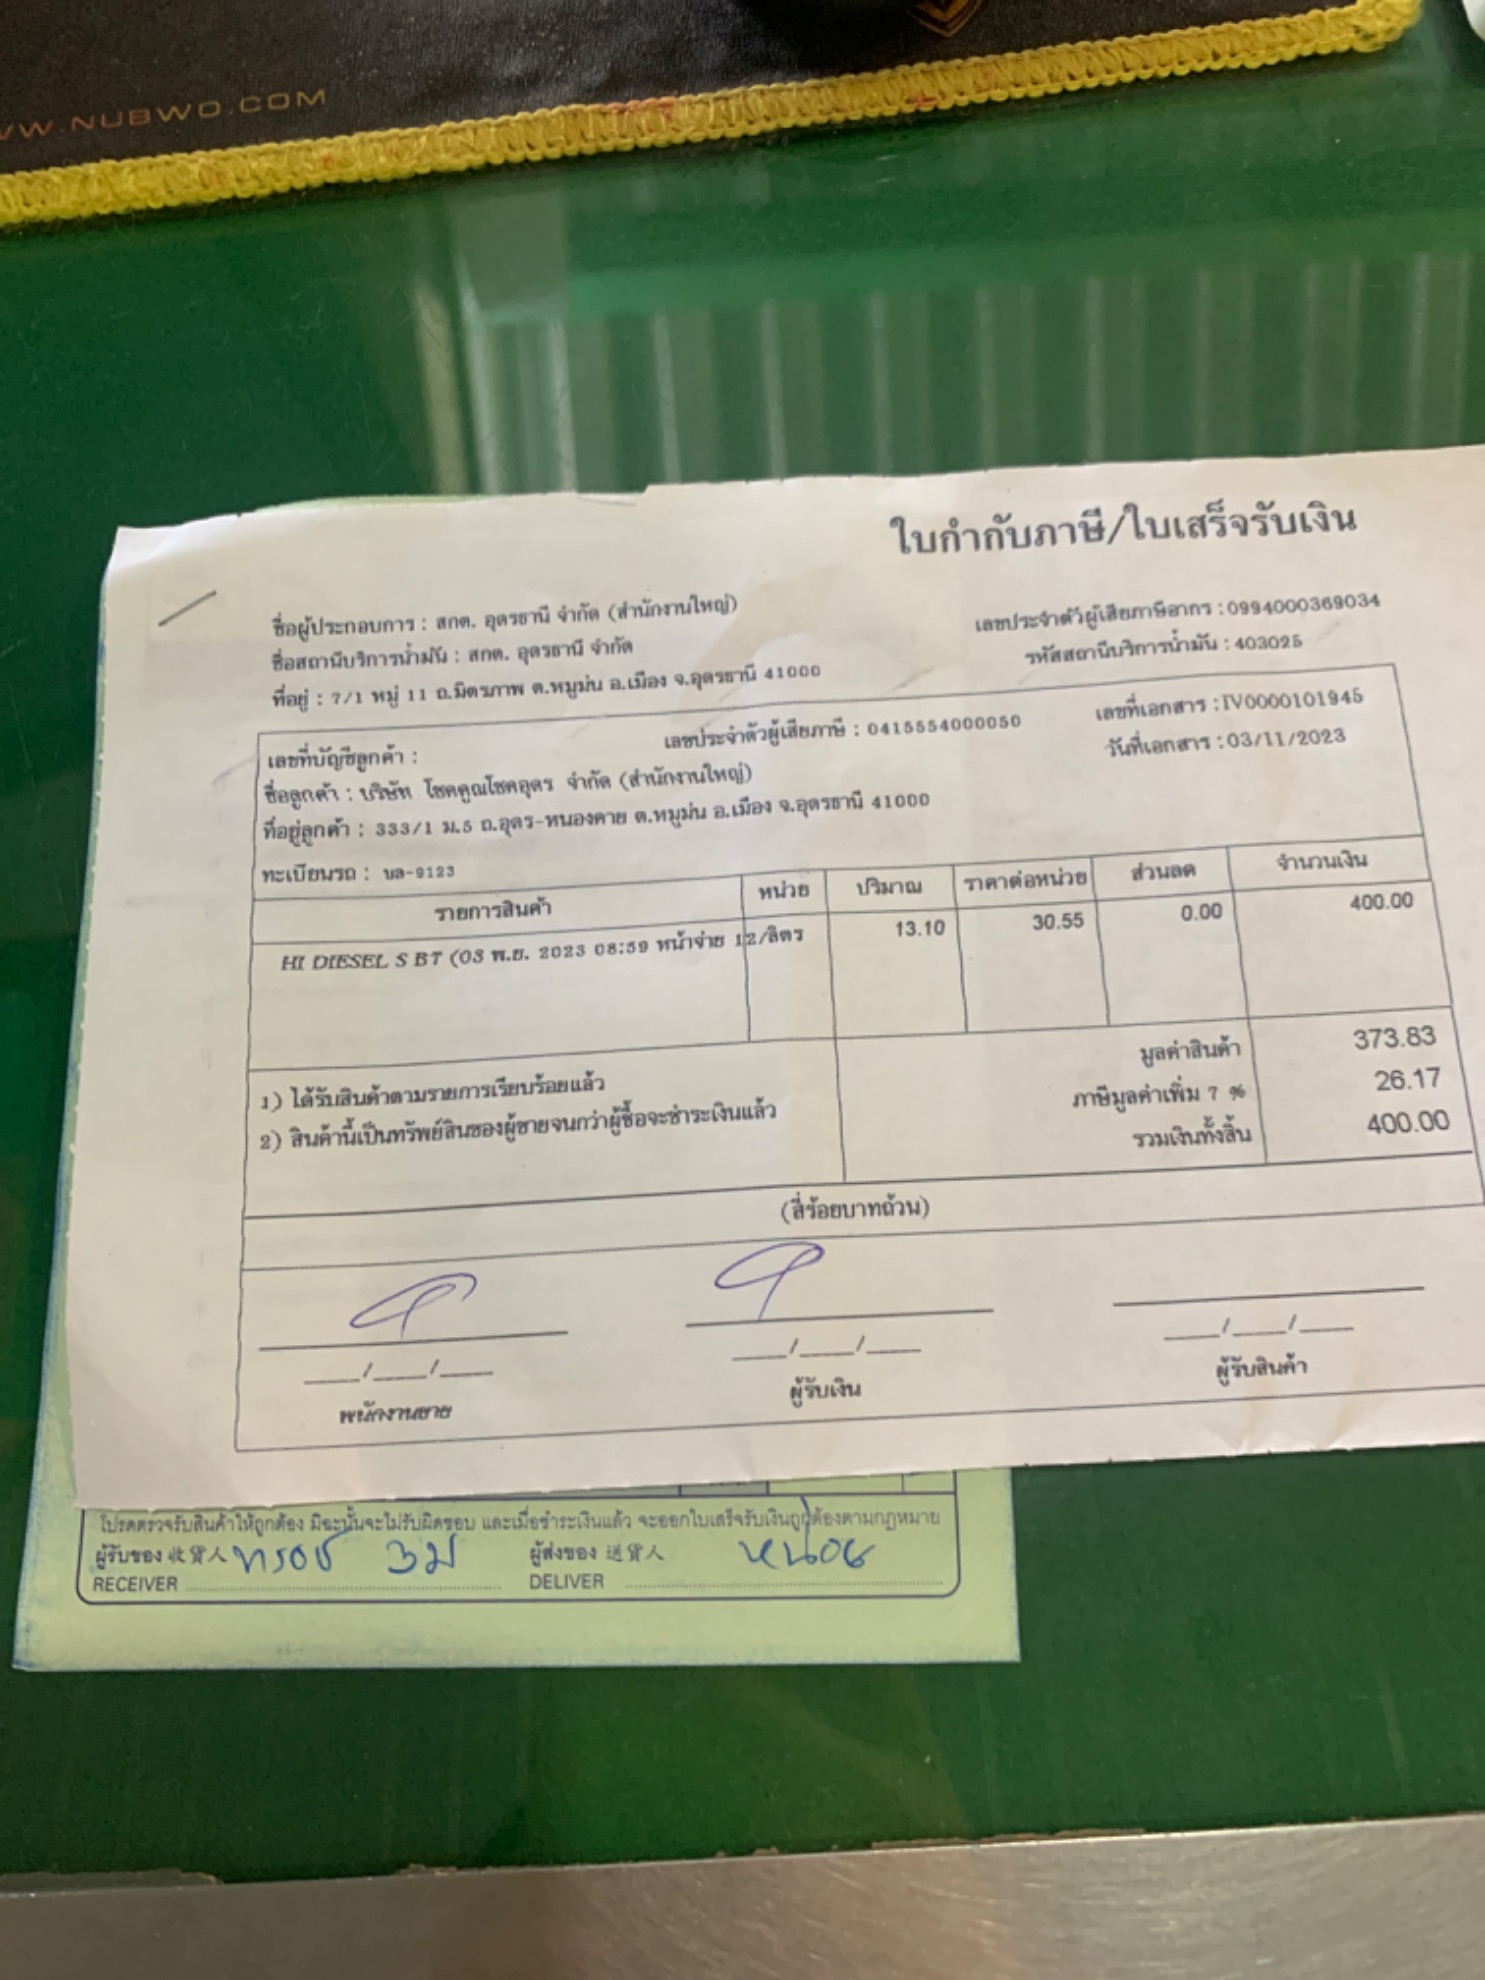 WW.NUBWO.COM
ใบกำกับภาษี/ใบเสร็จรับเงิน
ชื่อผู้ประกอบการ : สกต. อุดรธานี จำกัด (สำนักงานใหญ่)
เลขประจำตัวผู้เสียภาษีอากร : 0994000369034
ชื่อสถานีบริการน้ำมัน : สกต. อุดรธานี จำกัด
รหัสสถานีบริการน้ำมัน : 403025
ที่อยู่ : 7/1 หมู่ 11 ถ.มิตรภาพ ต.หมูม่น อ.เมือง จ.อุดรธานี 41000
เลขที่บัญชีลูกค้า :
เลขประจำตัวผู้เสียภาษี : 0415554000050
เลขที่เอกสาร : IV0000101945
ชื่อลูกค้า : บริษัท โชคคูณโชคอุดร จำกัด (สำนักงานใหญ่)
วันที่เอกสาร : 03/11/2023
ที่อยู่ลูกค้า : 333/1 ม.5 ถ.อุดร-หนองคาย ต.หมูม่น อ.เมือง จ.อุดรธานี 41000
ทะเบียนรถ : บล-9123
รายการสินค้า หน่วย ปริมาณ ราคาต่อหน่วย ส่วนลด จำนวนเงิน
HI DIESEL S BT (03 พ.ย. 2023 08:59 หน้าจ่าย 12/ลิตร 13.10 30.55 0.00 400.00
มูลค่าสินค้า 373.83
1) ได้รับสินค้าตามรายการเรียบร้อยแล้ว
ภาษีมูลค่าเพิ่ม 7 % 26.17
2) สินค้านี้เป็นทรัพย์สินของผู้ขายจนกว่าผู้ซื้อจะชำระเงินแล้ว
รวมเงินทั้งสิ้น 400.00
(สี่ร้อยบาทถ้วน)
____/____/____ ____/____/____ ____/____/____
พนักงานขาย ผู้รับเงิน ผู้รับสินค้า
โปรดตรวจรับสินค้าให้ถูกต้อง มิฉะนั้นจะไม่รับผิดชอบ และเมื่อชำระเงินแล้ว จะออกใบเสร็จรับเงินถูกต้องตามกฎหมาย
ผู้รับของ 收貨人 ผู้ส่งของ 送貨人 หน่อย
RECEIVER DELIVER